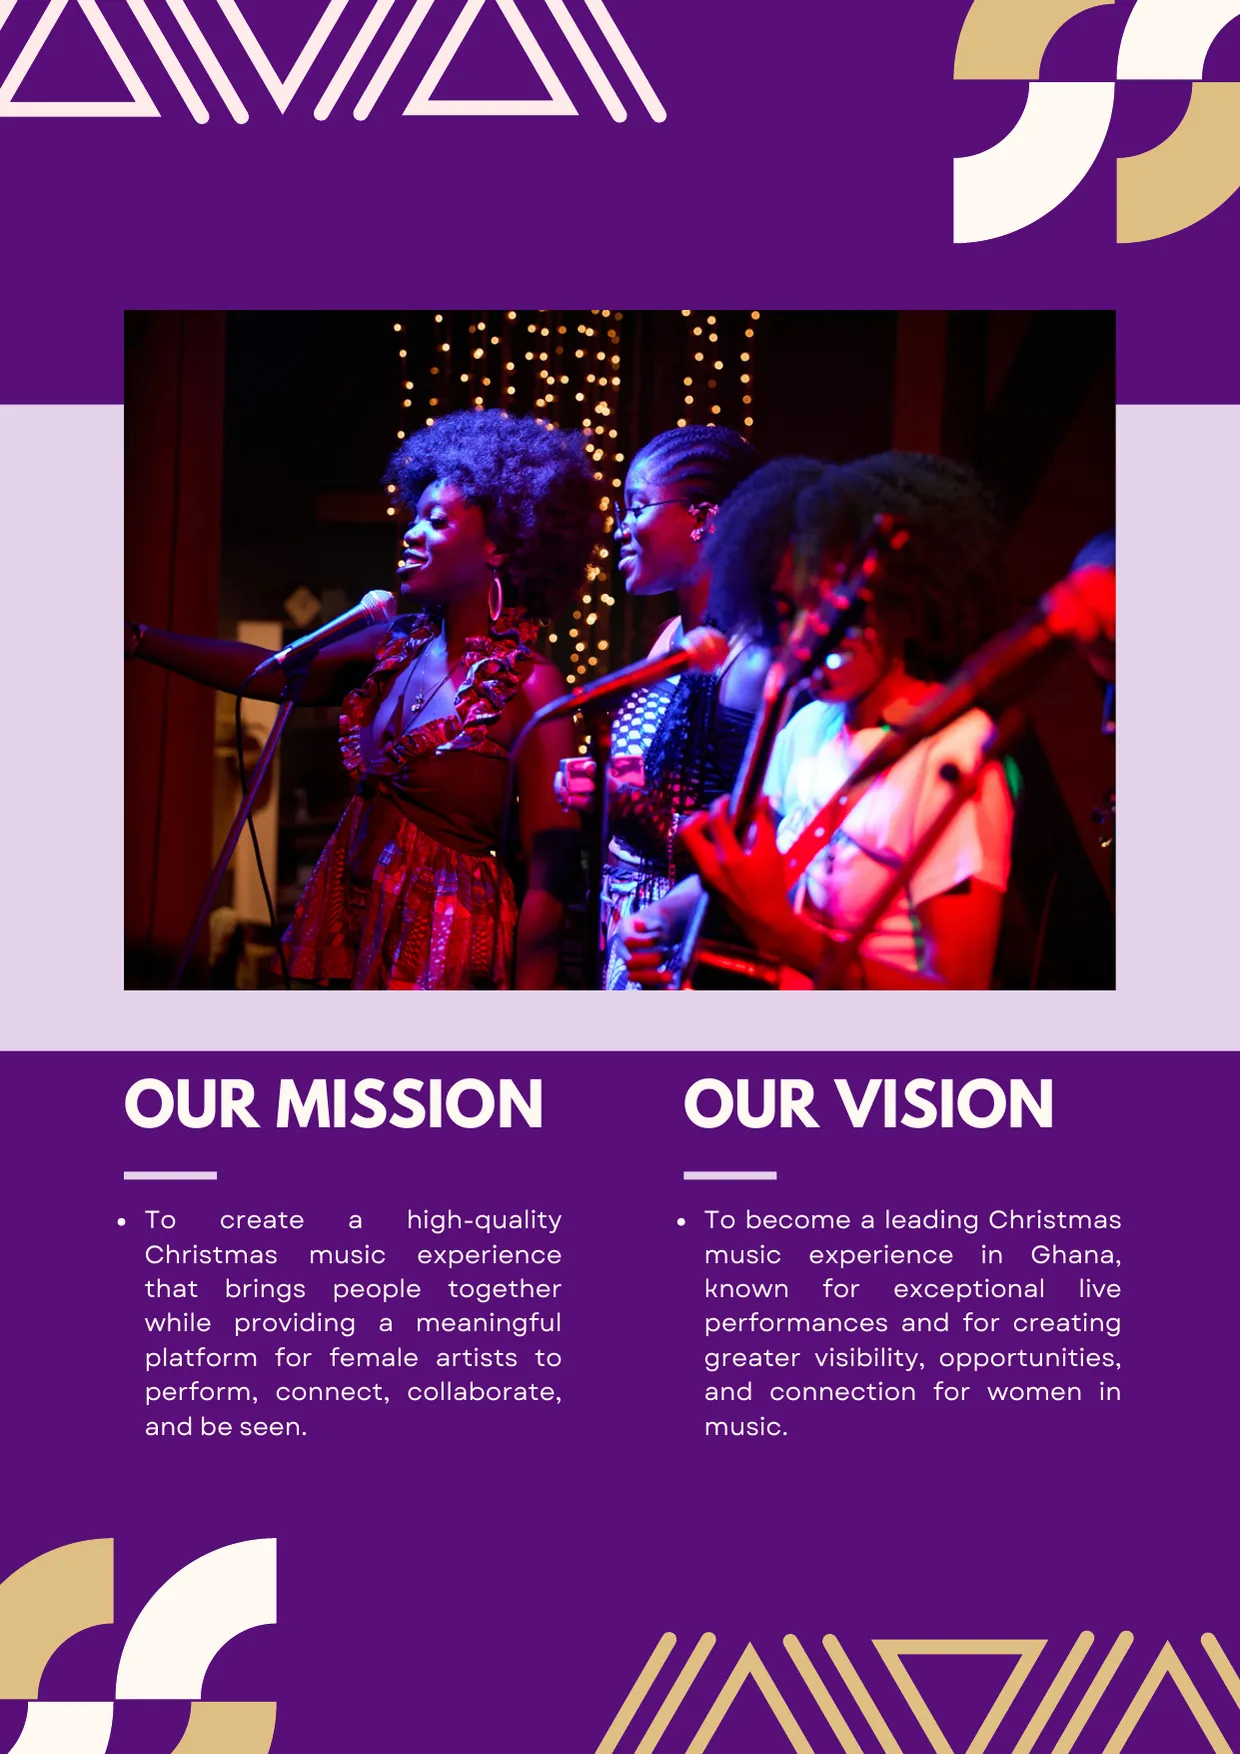 OUR MISSION
• To create a high-quality
Christmas music experience
that brings people together
while providing a meaningful
platform for female artists to
perform, connect, collaborate,
and be seen.
OUR VISION
• To become a leading Christmas
music experience in Ghana,
known for exceptional live
performances and for creating
greater visibility, opportunities,
and connection for women in
music.